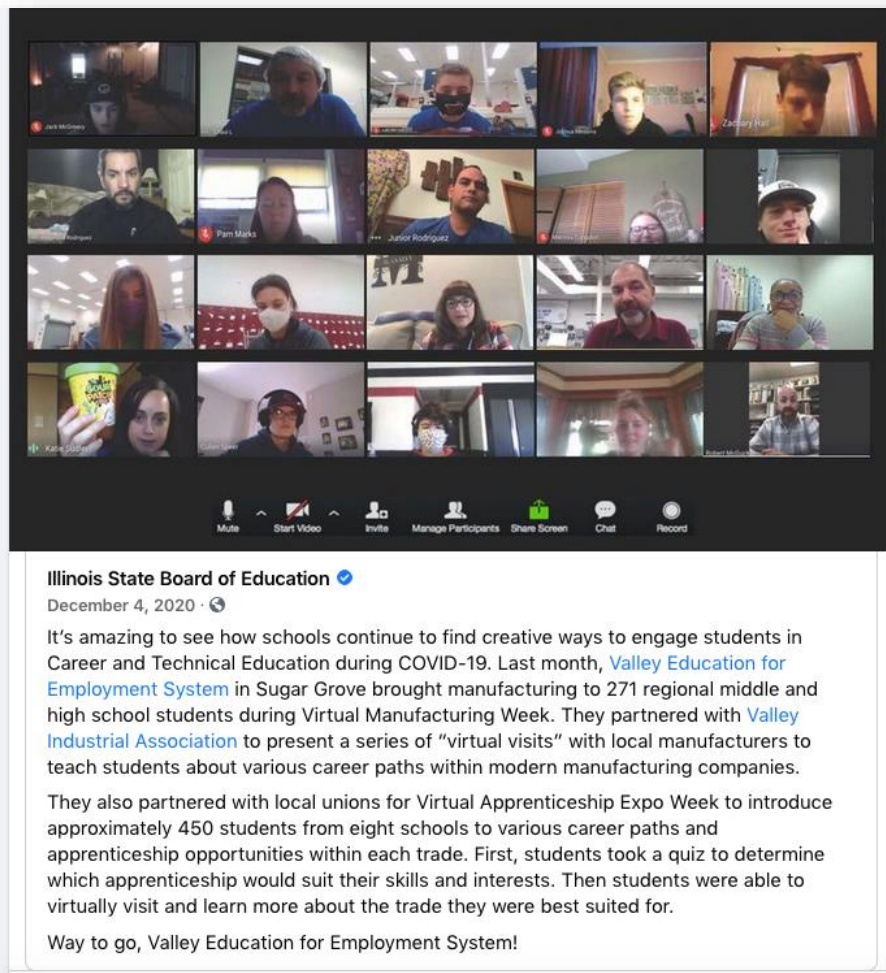 Jack McGreevy
Zachary Hall
Rodriguez
Pam Marks
Junior Rodriguez
M
SOUR
PATCH
Mute
Start Video
Invite
Manage Participants
Share Screen
Chat
Record
Illinois State Board of Education
December 4, 2020 ·
It's amazing to see how schools continue to find creative ways to engage students in
Career and Technical Education during COVID-19. Last month, Valley Education for
Employment System in Sugar Grove brought manufacturing to 271 regional middle and
high school students during Virtual Manufacturing Week. They partnered with Valley
Industrial Association to present a series of “virtual visits” with local manufacturers to
teach students about various career paths within modern manufacturing companies.
They also partnered with local unions for Virtual Apprenticeship Expo Week to introduce
approximately 450 students from eight schools to various career paths and
apprenticeship opportunities within each trade. First, students took a quiz to determine
which apprenticeship would suit their skills and interests. Then students were able to
virtually visit and learn more about the trade they were best suited for.
Way to go, Valley Education for Employment System!